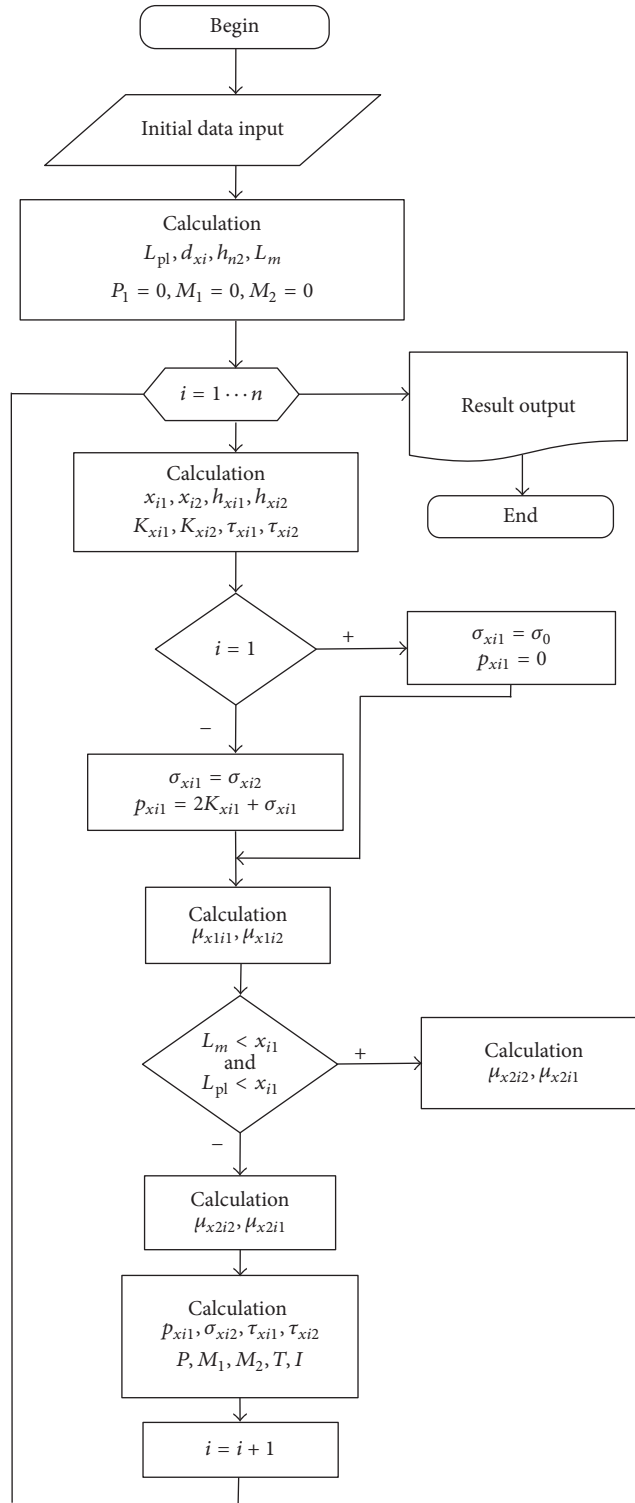 Begin
Initial data input
Calculation
L_pl, d_xi, h_n2, L_m
P_1 = 0, M_1 = 0, M_2 = 0
i = 1 ⋯ n
Result output
End
Calculation
x_i1, x_i2, h_xi1, h_xi2
K_xi1, K_xi2, τ_xi1, τ_xi2
i = 1
+
σ_xi1 = σ_0
p_xi1 = 0
−
σ_xi1 = σ_xi2
p_xi1 = 2K_xi1 + σ_xi1
Calculation
μ_x1i1, μ_x1i2
L_m < x_i1
and
L_pl < x_i1
+
Calculation
μ_x2i2, μ_x2i1
−
Calculation
μ_x2i2, μ_x2i1
Calculation
p_xi1, σ_xi2, τ_xi1, τ_xi2
P, M_1, M_2, T, I
i = i + 1